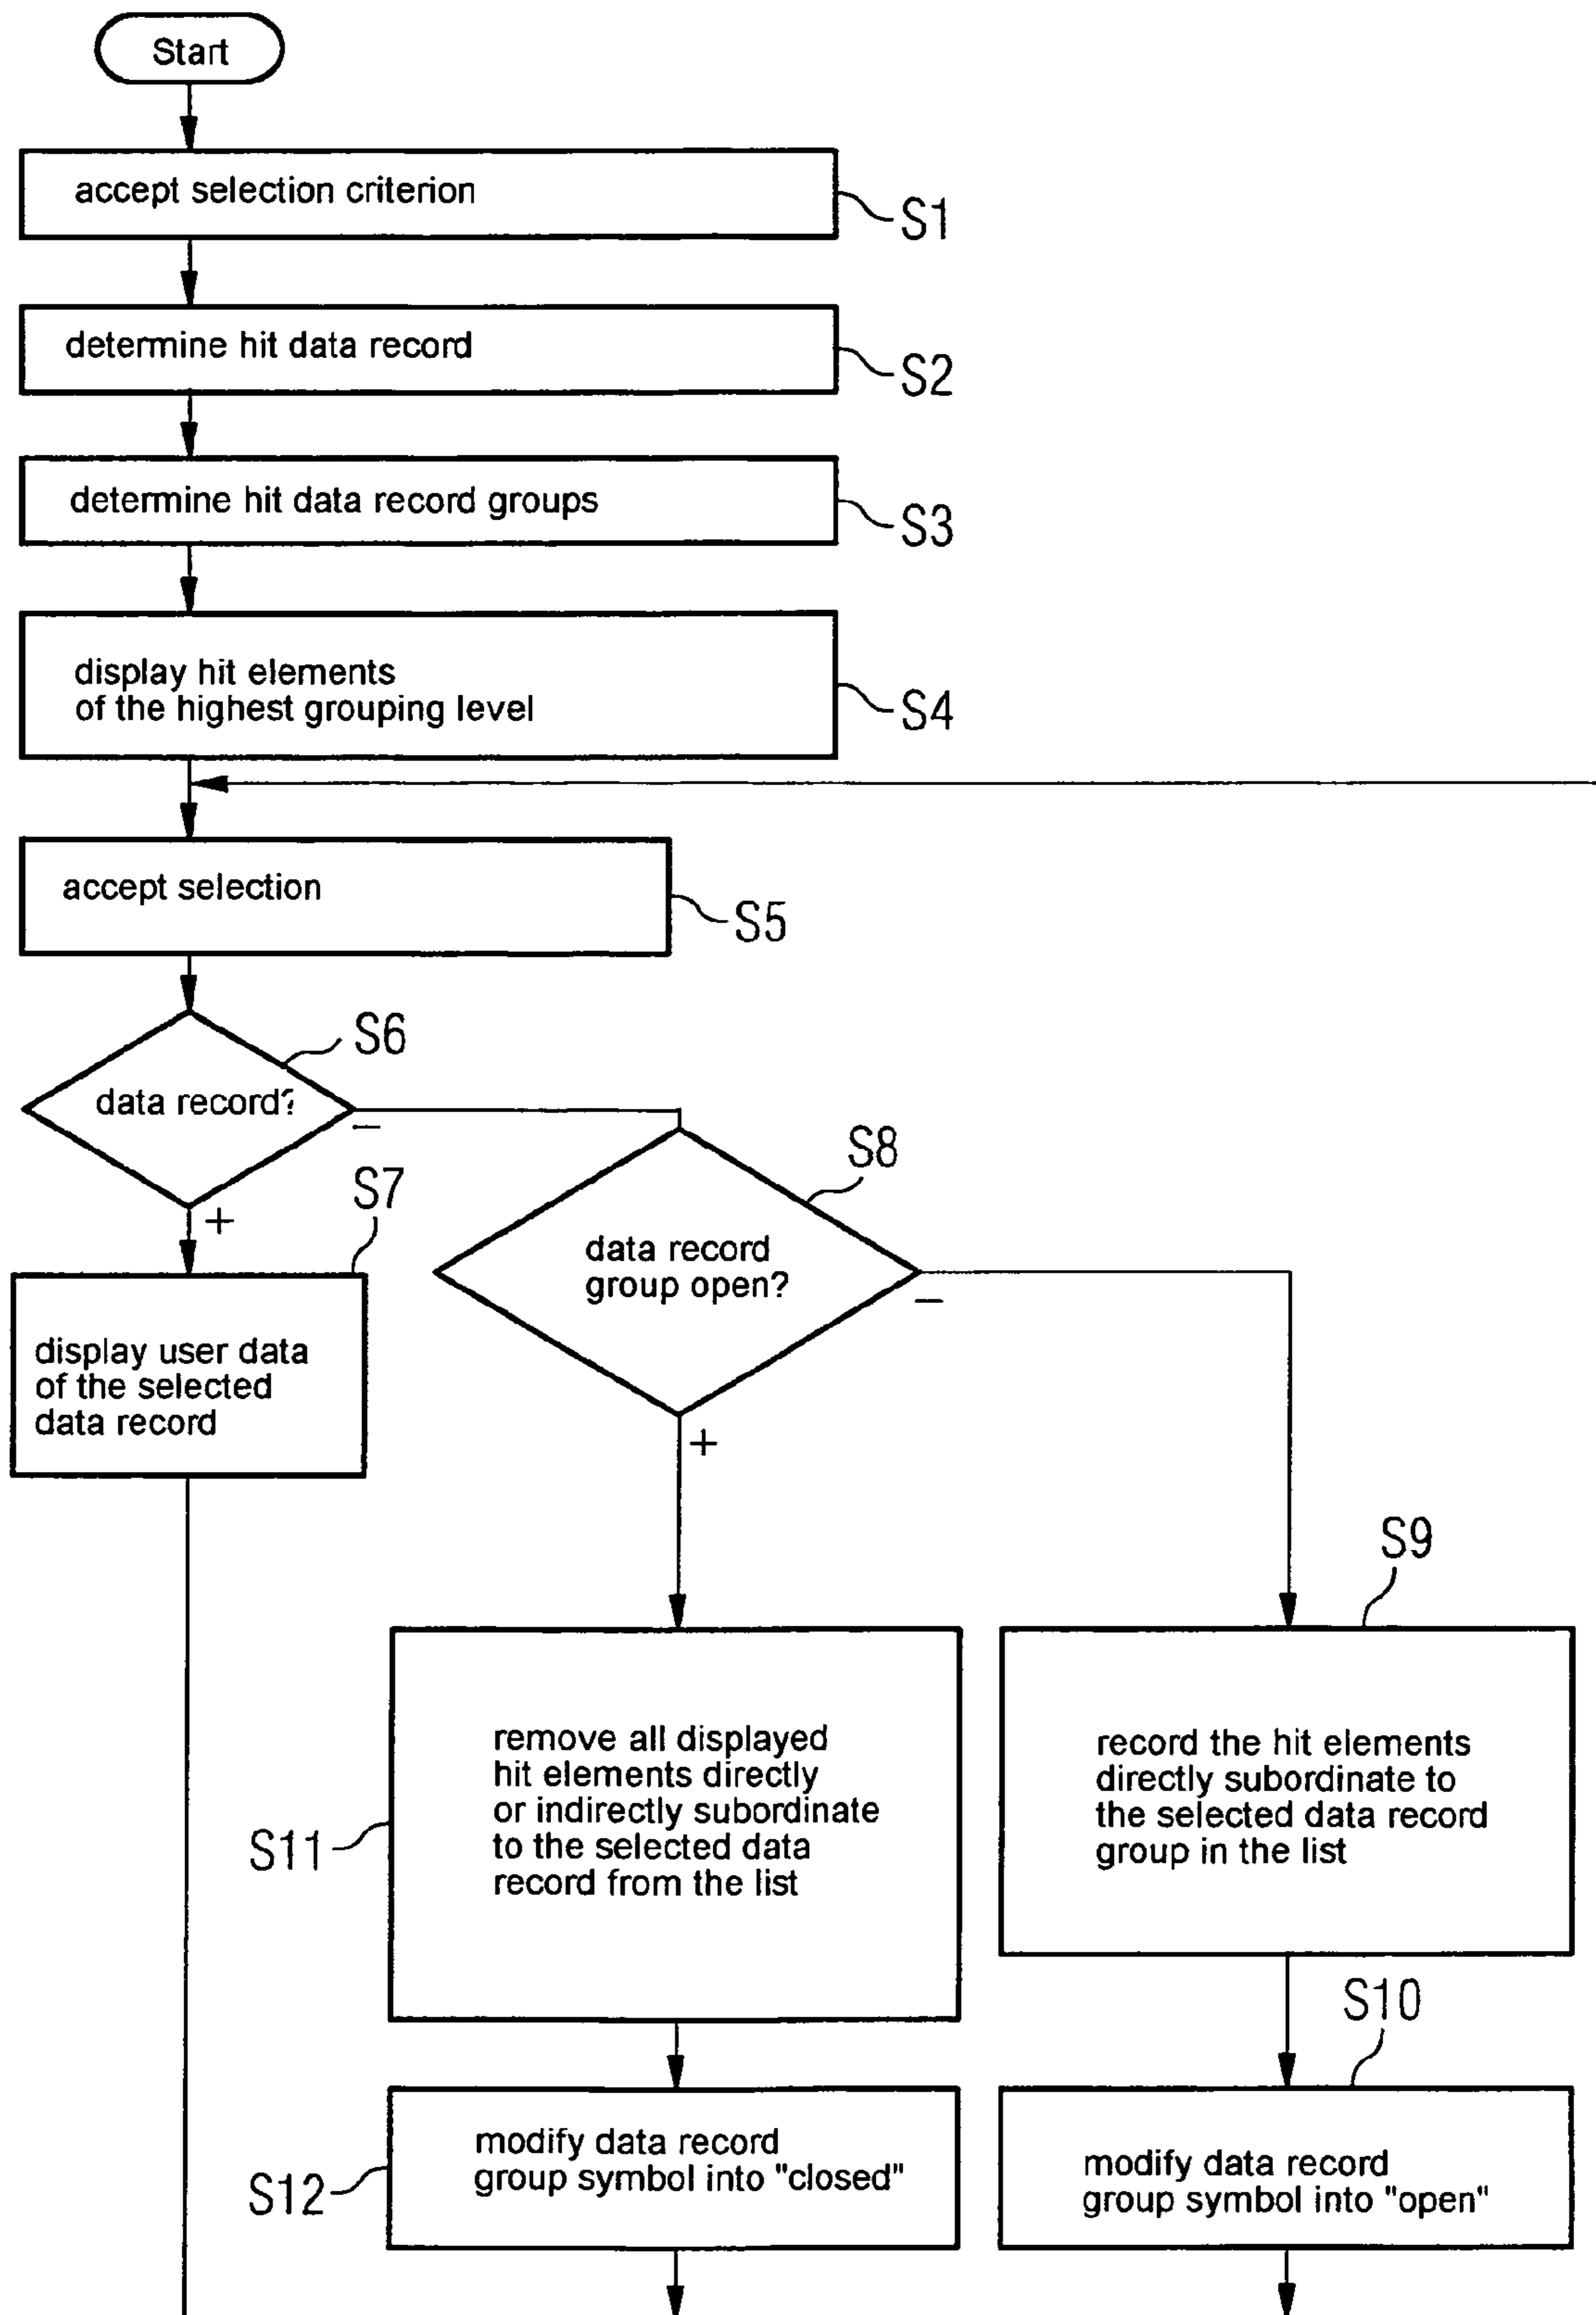 Start
accept selection criterion
S1
determine hit data record
S2
determine hit data record groups
S3
display hit elements
of the highest grouping level
S4
accept selection
S5
S6
data record?
–
+
S7
display user data
of the selected
data record
S8
data record
group open?
–
+
S9
record the hit elements
directly subordinate to
the selected data record
group in the list
S11
remove all displayed
hit elements directly
or indirectly subordinate
to the selected data
record from the list
S10
modify data record
group symbol into "open"
S12
modify data record
group symbol into "closed"